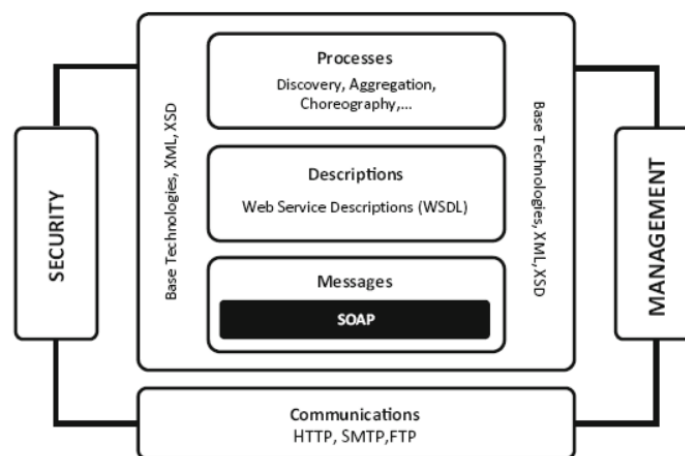 Processes
Discovery, Aggregation,
Choreography,...
Base Technologies, XML, XSD
Base Technologies, XML,XSD
SECURITY
Descriptions
Web Service Descriptions (WSDL)
MANAGEMENT
Messages
SOAP
Communications
HTTP, SMTP,FTP